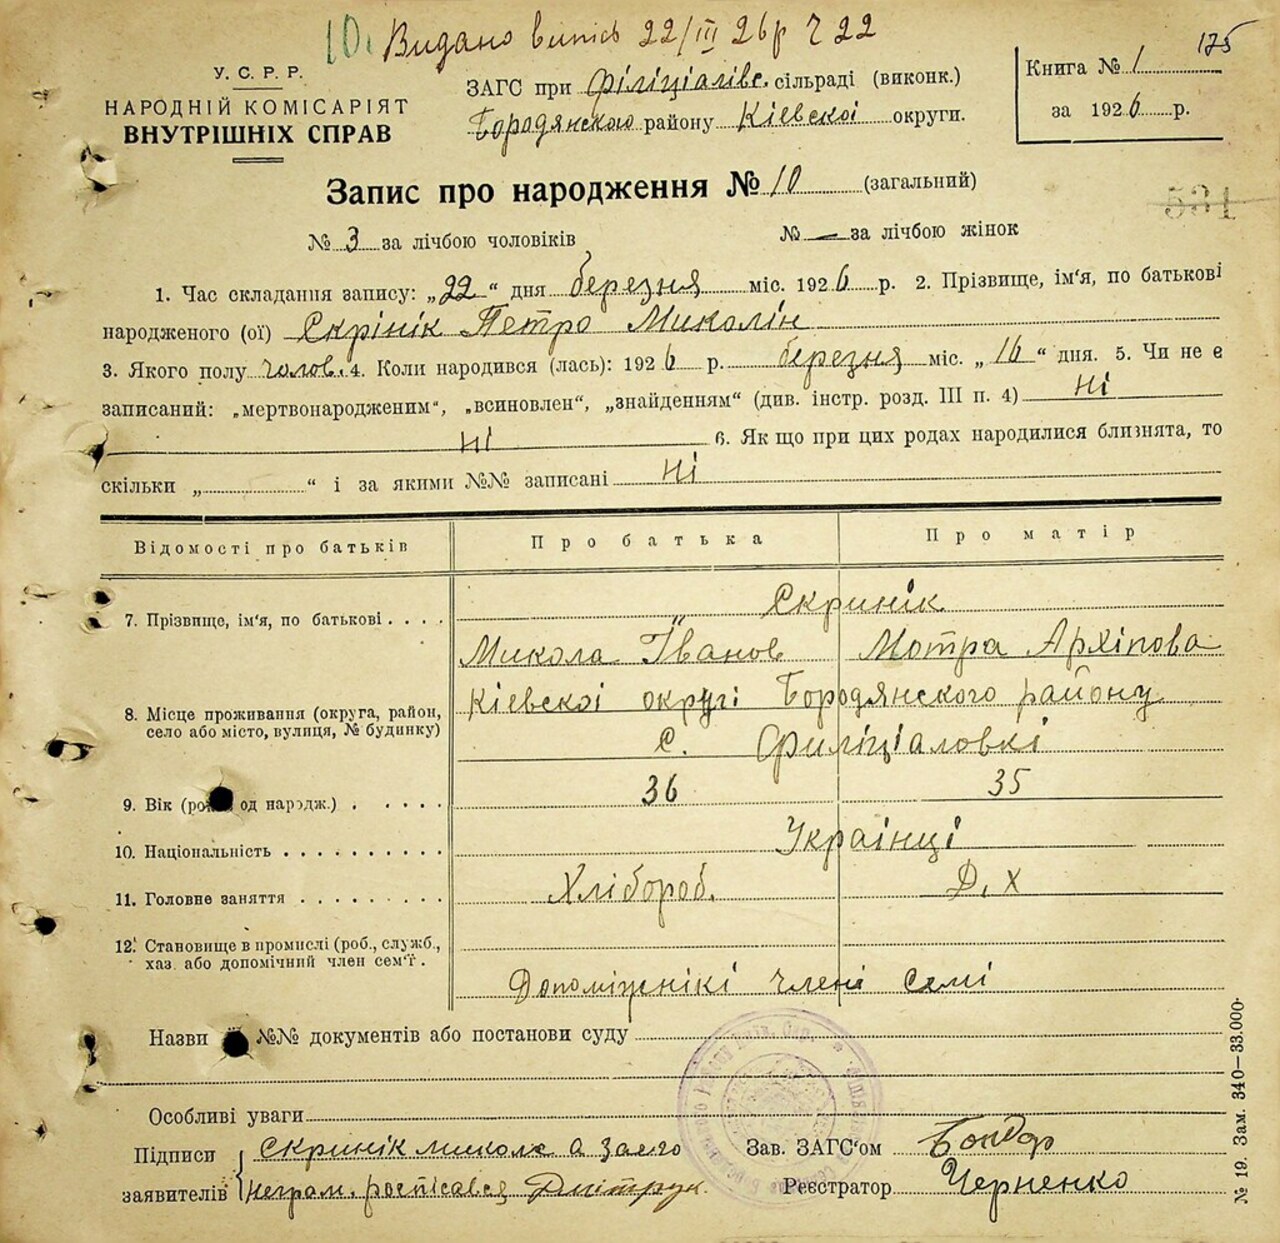 10. Видано випісь 22/III 26 р Ч 22
175
У. С. Р. Р.
НАРОДНІЙ КОМІСАРІЯТ
ВНУТРІШНІХ СПРАВ
ЗАГС при Філіціалівс. сільраді (виконк.)
Бородянского району Кіевскоі округи.
Книга № 1
за 1926 р.
Запис про народження № 10 (загальний)
531
№ 3 за лічбою чоловіків № — за лічбою жінок
1. Час складання запису: „22“ дня березня міс. 1926 р. 2. Прізвище, ім‘я, по батькові
народженого (ої) Скрінік Петро Миколін
3. Якого полу чолов. 4. Коли народився (лась): 1926 р. березня міс. „16“ дня. 5. Чи не є
записаний: „мертвонародженим“, „всиновлен“, „знайденням“ (див. інстр. розд. III п. 4) ні
ні 6. Як що при цих родах народилися близнята, то
скільки „ “ і за якими №№ записані ні
Відомості про батьків Про батька Про матір
7. Прізвище, ім‘я, по батькові . . . . Скринік
Микола Іванов Мотра Архіпова
8. Місце проживання (округа, район,
село або місто, вулиця, № будинку)
Кіевскоі округі Бородянского району
с. Филіціаловкі
9. Вік (ро од народж.) . . . . . 36 35
10. Національність . . . . . . . . . . Украінці
11. Головне заняття . . . . . . . . . Хлібороб. Д. Х
12. Становище в промислі (роб., служб.,
хаз. або допомічний член сем‘ї .
Допоміжнікі члені семі
Назви №№ документів або постанови суду
Особливі уваги
Підписи
заявителів
Скринік микола а заего
неграм. ростісався Дмітрук.
Зав. ЗАГС‘ом Бондар
Реєстратор Черненко
№ 19. Зам. 340—33.000.